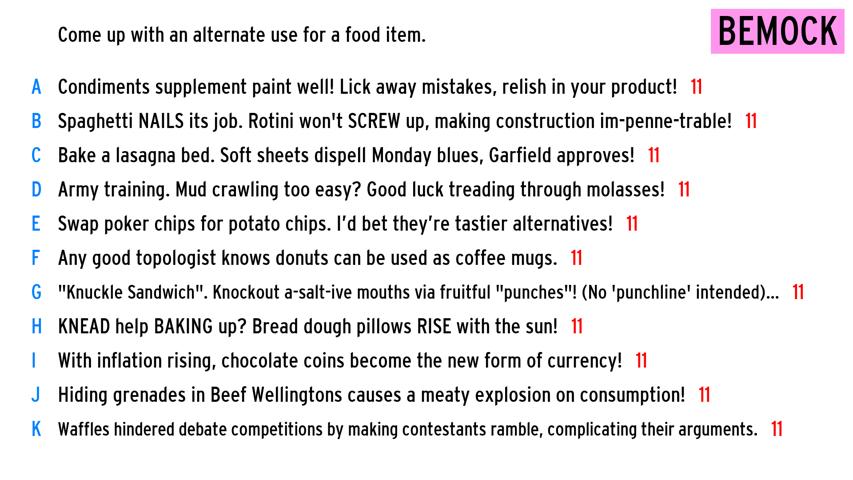 Come up with an alternate use for a food item.
BEMOCK
A Condiments supplement paint well! Lick away mistakes, relish in your product! 11
B Spaghetti NAILS its job. Rotini won't SCREW up, making construction im-penne-trable! 11
C Bake a lasagna bed. Soft sheets dispell Monday blues, Garfield approves! 11
D Army training. Mud crawling too easy? Good luck treading through molasses! 11
E Swap poker chips for potato chips. I’d bet they’re tastier alternatives! 11
F Any good topologist knows donuts can be used as coffee mugs. 11
G "Knuckle Sandwich". Knockout a-salt-ive mouths via fruitful "punches"! (No 'punchline' intended)... 11
H KNEAD help BAKING up? Bread dough pillows RISE with the sun! 11
I With inflation rising, chocolate coins become the new form of currency! 11
J Hiding grenades in Beef Wellingtons causes a meaty explosion on consumption! 11
K Waffles hindered debate competitions by making contestants ramble, complicating their arguments. 11